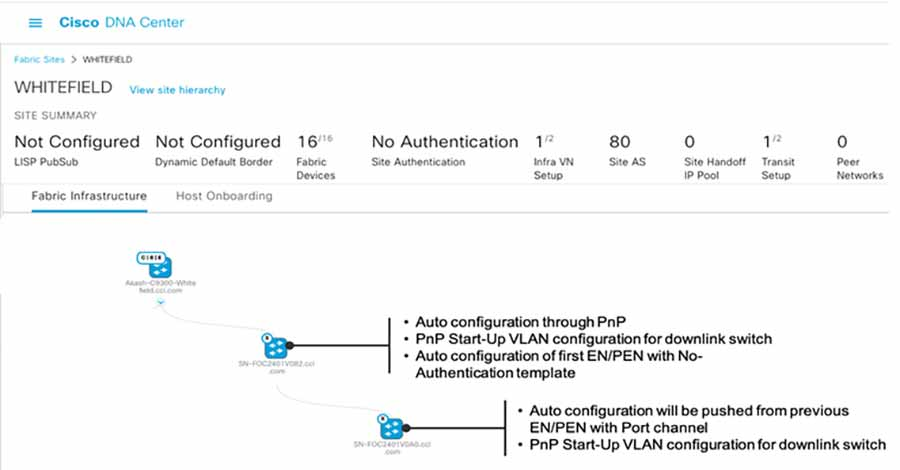 Cisco DNA Center
Fabric Sites > WHITEFIELD
WHITEFIELD View site hierarchy
SITE SUMMARY
Not Configured Not Configured 16/16 No Authentication 1/2 80 0 1/2 0
LISP PubSub Dynamic Default Border Fabric Site Authentication Infra VN Site AS Site Handoff Transit Peer
Devices Setup IP Pool Setup Networks
Fabric Infrastructure Host Onboarding
Akash-C9300-White
field.cci.com
• Auto configuration through PnP
• PnP Start-Up VLAN configuration for downlink switch
• Auto configuration of first EN/PEN with No-
Authentication template
SN-FOC2401V0B2.cci
.com
• Auto configuration will be pushed from previous
EN/PEN with Port channel
• PnP Start-Up VLAN configuration for downlink switch
SN-FOC2401V0A0.cci
.com